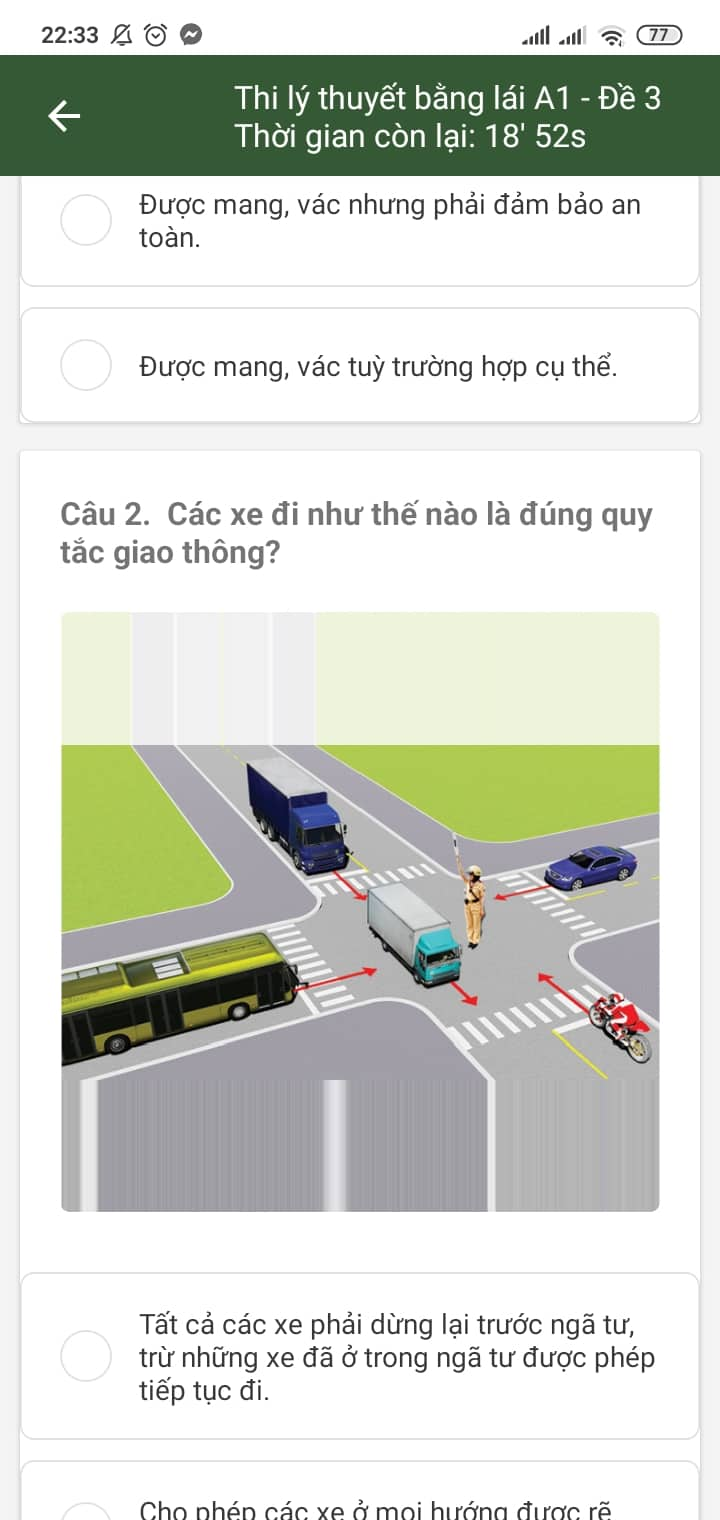 22:33
77
Thi lý thuyết bằng lái A1 - Đề 3
Thời gian còn lại: 18' 52s
Được mang, vác nhưng phải đảm bảo an
toàn.
Được mang, vác tuỳ trường hợp cụ thể.
Câu 2. Các xe đi như thế nào là đúng quy
tắc giao thông?
Tất cả các xe phải dừng lại trước ngã tư,
trừ những xe đã ở trong ngã tư được phép
tiếp tục đi.
Cho phép các xe ở mọi hướng được rẽ